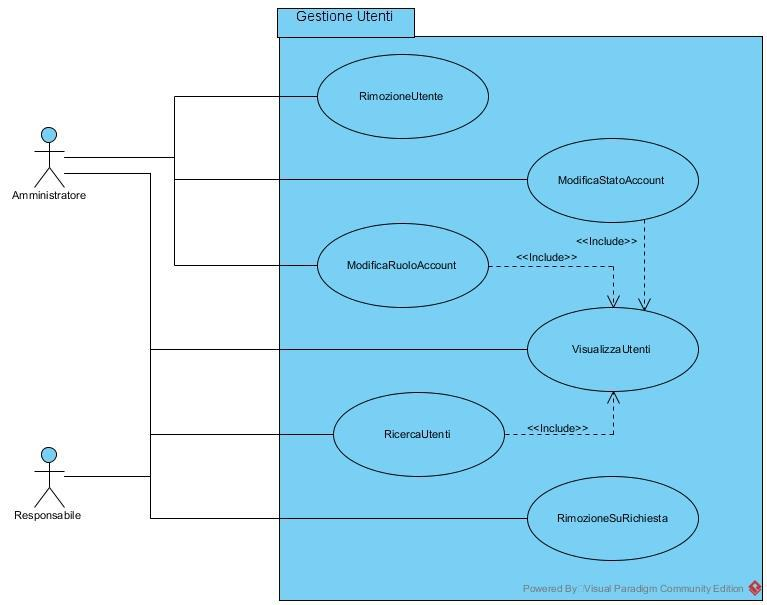 Gestione Utenti
RimozioneUtente
Amministratore
ModificaStatoAccount
<<Include>>
ModificaRuoloAccount
<<Include>>
VisualizzaUtenti
RicercaUtenti
<<Include>>
Responsabile
RimozioneSuRichiesta
Powered By Visual Paradigm Community Edition